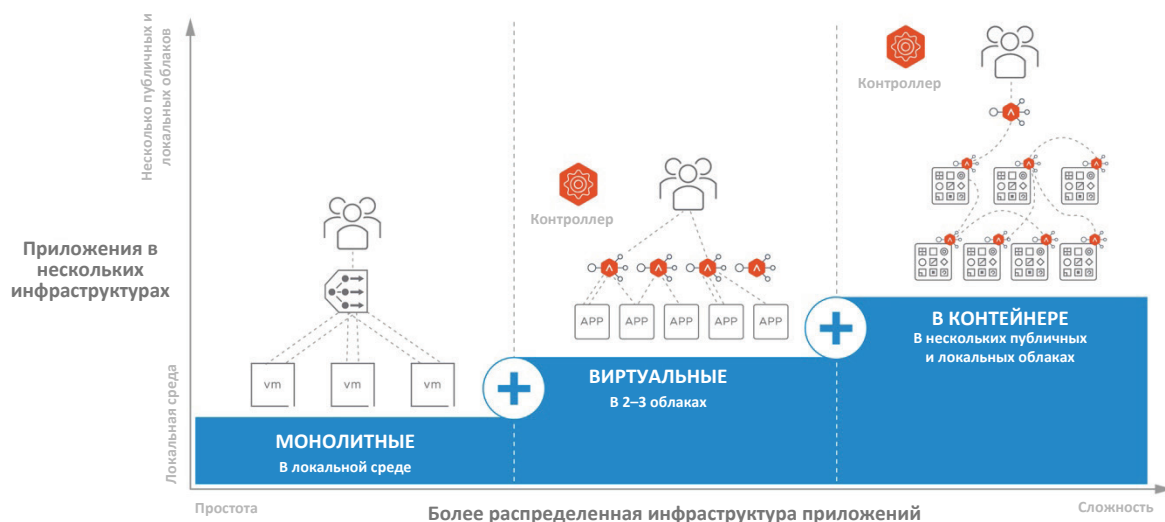 Несколько публичных и
локальных облаков
Приложения в
нескольких
инфраструктурах
Локальная среда
vm
vm
vm
МОНОЛИТНЫЕ
В локальной среде
Контроллер
APP
APP
APP
APP
APP
ВИРТУАЛЬНЫЕ
В 2–3 облаках
Контроллер
В КОНТЕЙНЕРЕ
В нескольких публичных
и локальных облаках
Простота
Более распределенная инфраструктура приложений
Сложность